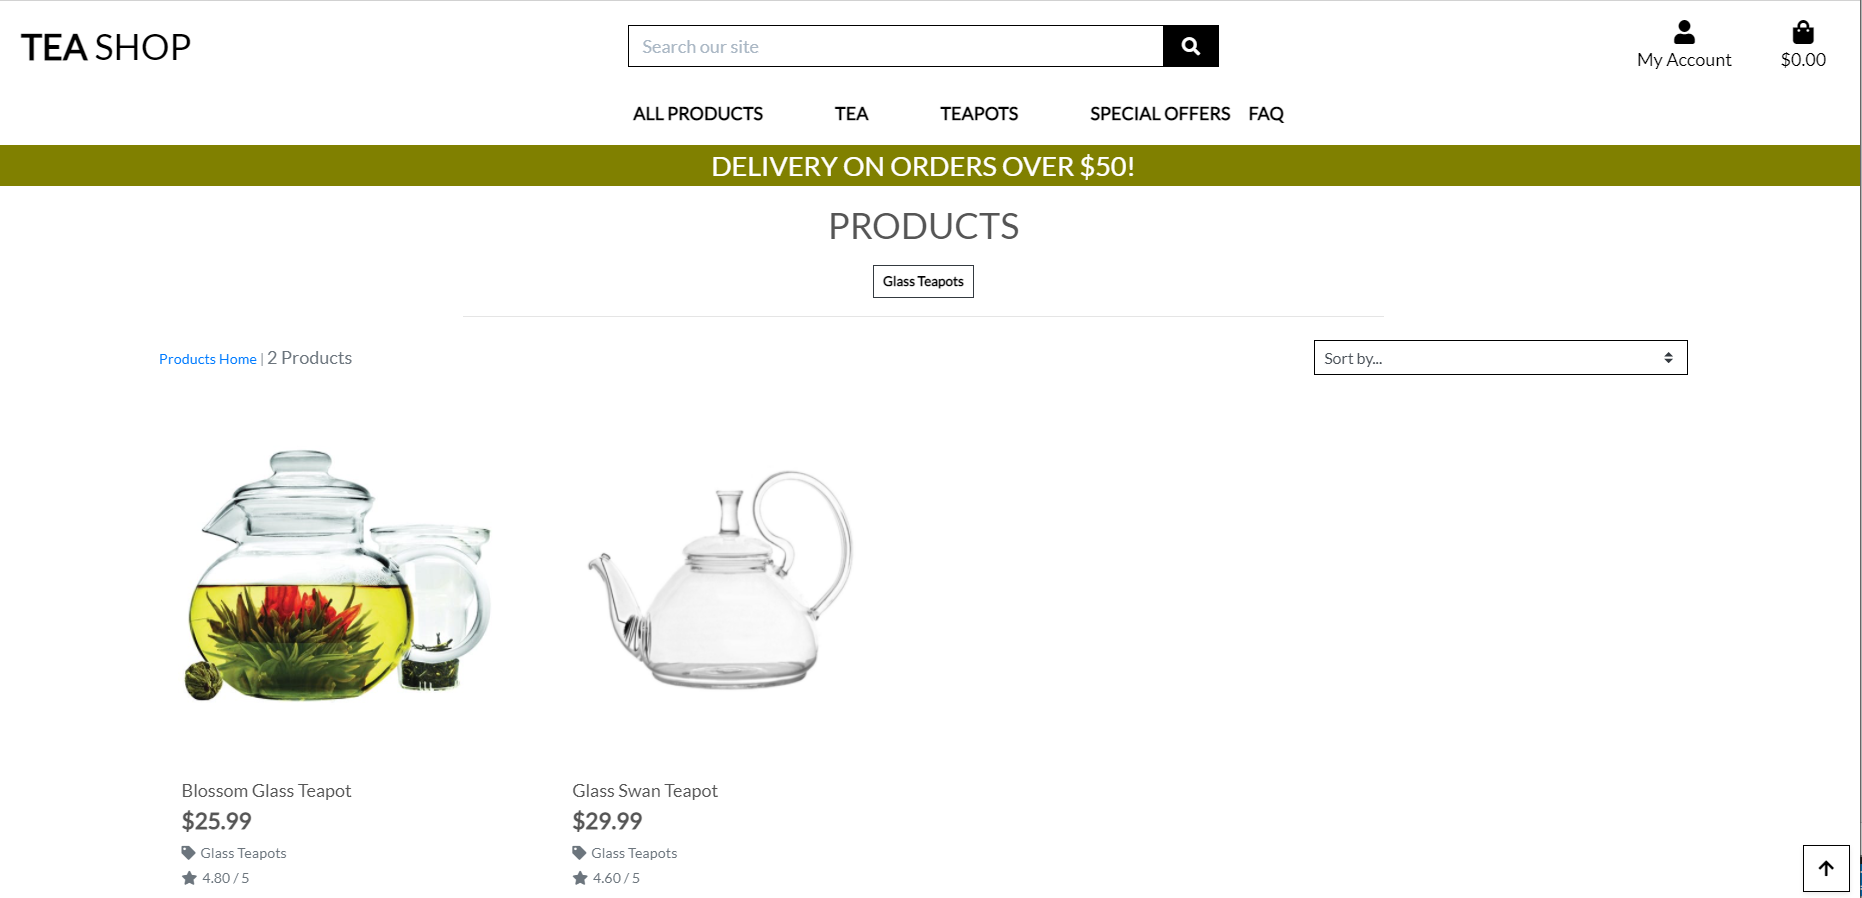 TEA SHOP
Search our site
My Account
$0.00
ALL PRODUCTS TEA TEAPOTS SPECIAL OFFERS FAQ
DELIVERY ON ORDERS OVER $50!
PRODUCTS
Glass Teapots
Products Home | 2 Products
Sort by...
Blossom Glass Teapot
$25.99
Glass Teapots
4.80 / 5
Glass Swan Teapot
$29.99
Glass Teapots
4.60 / 5